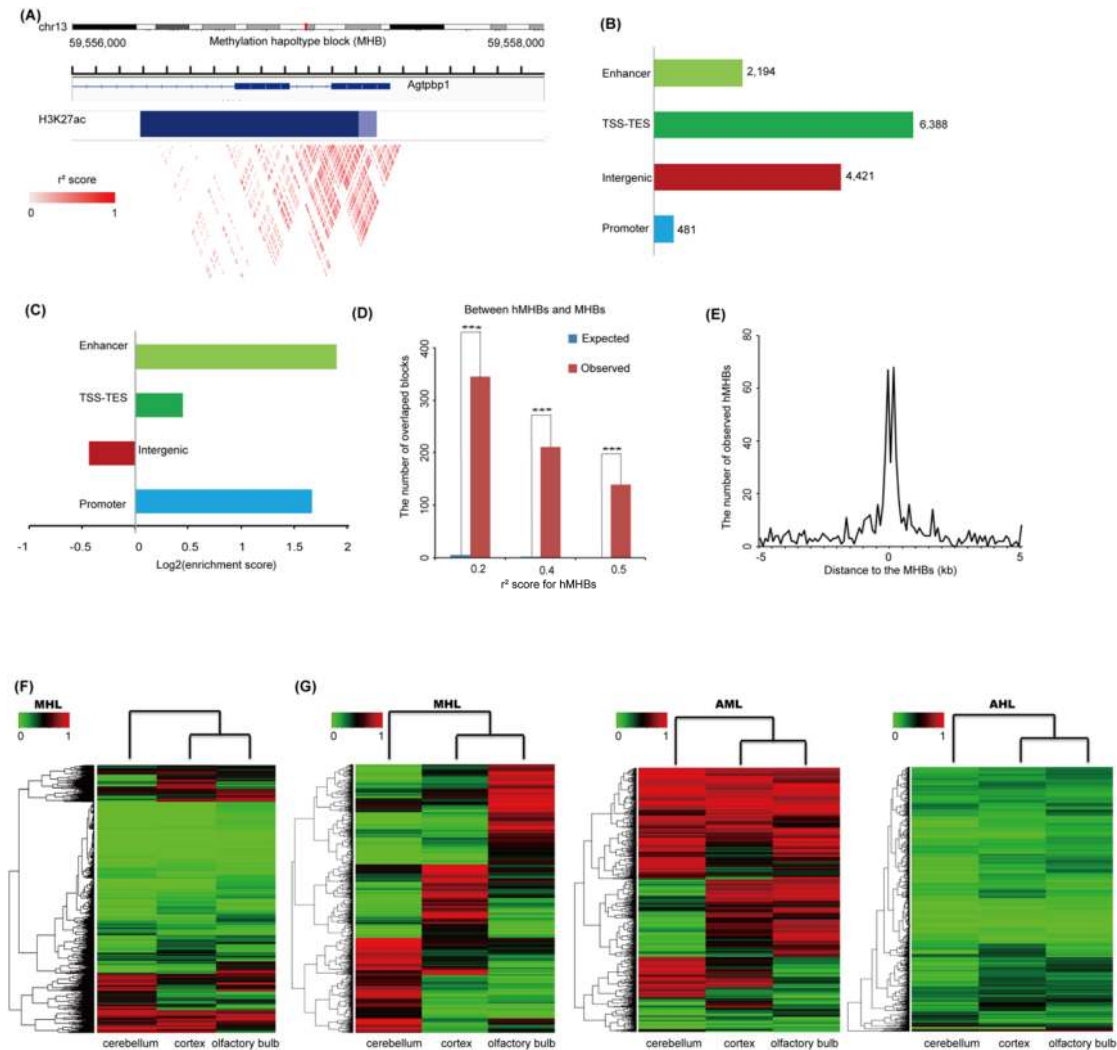 (A)
chr13
59,556,000
Methylation hapoltype block (MHB)
59,558,000
Agtpbp1
H3K27ac
r² score
0
1
(B)
Enhancer
2,194
TSS-TES
6,388
Intergenic
4,421
Promoter
481
(C)
Enhancer
TSS-TES
Intergenic
Promoter
-1
-0.5
0
0.5
1
1.5
2
Log2(enrichment score)
(D)
Between hMHBs and MHBs
Expected
Observed
***
***
***
The number of overlaped blocks
0
100
200
300
400
0.2
0.4
0.5
r² score for hMHBs
(E)
The number of observed hMHBs
0
20
40
60
80
-5
0
5
Distance to the MHBs (kb)
(F)
MHL
0
1
cerebellum
cortex
olfactory bulb
(G)
MHL
0
1
cerebellum
cortex
olfactory bulb
AML
0
1
cerebellum
cortex
olfactory bulb
AHL
0
1
cerebellum
cortex
olfactory bulb